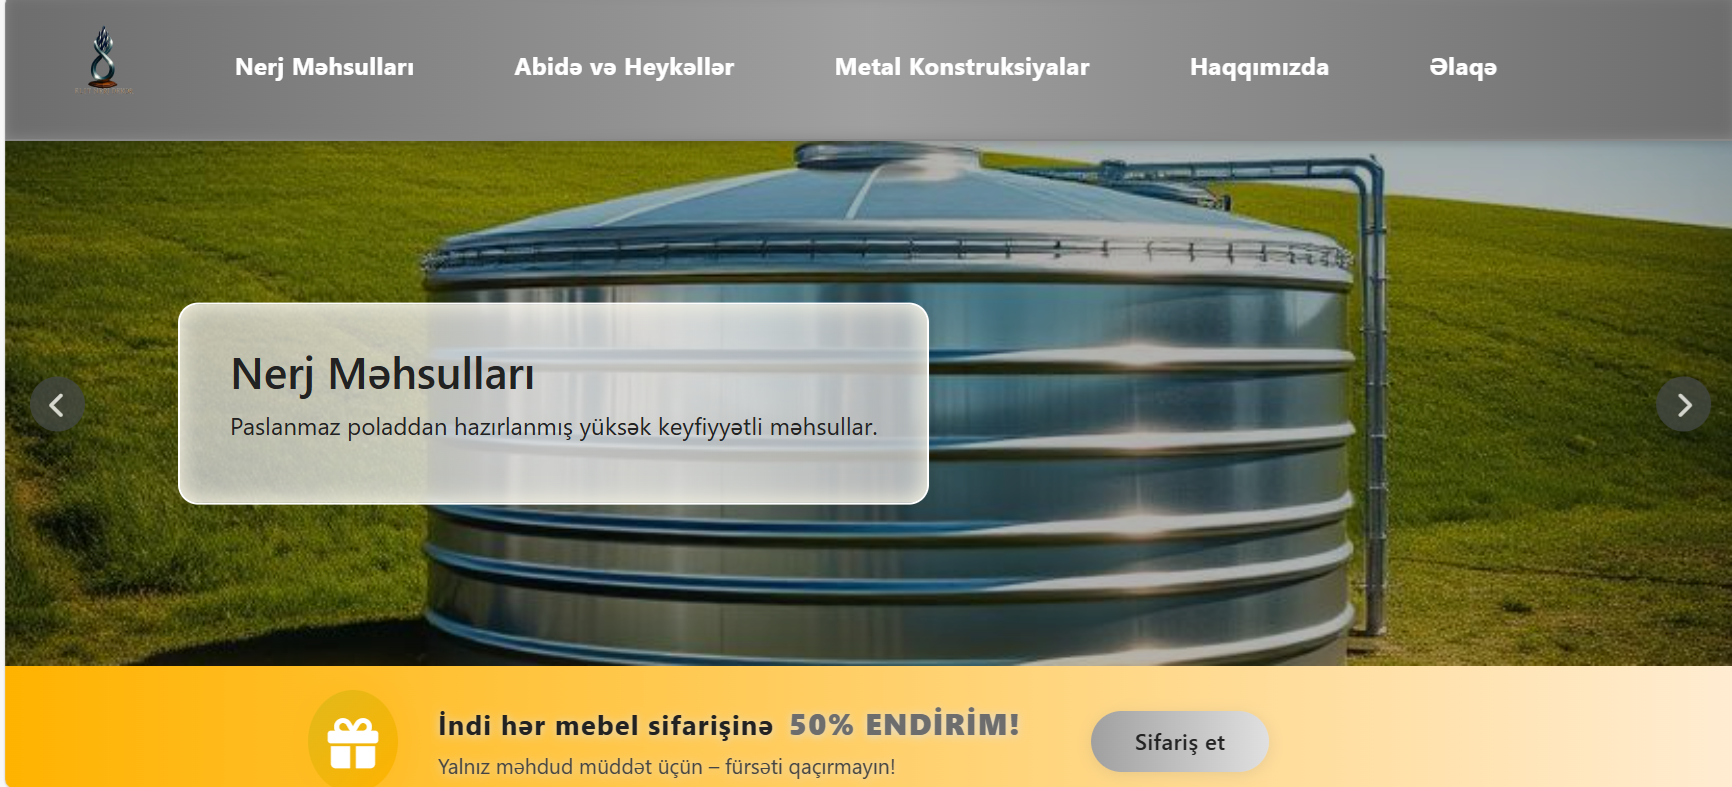 Nerj Məhsulları
Abidə və Heykəllər
Metal Konstruksiyalar
Haqqımızda
Əlaqə
Nerj Məhsulları
Paslanmaz poladdan hazırlanmış yüksək keyfiyyətli məhsullar.
İndi hər mebel sifarişinə 50% ENDİRİM!
Yalnız məhdud müddət üçün – fürsəti qaçırmayın!
Sifariş et